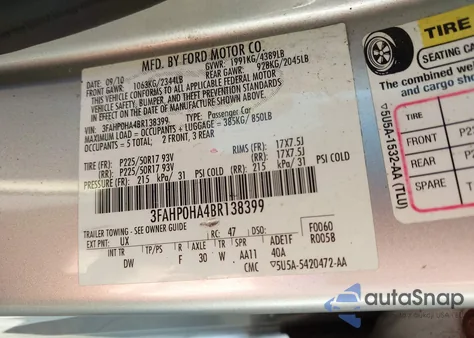 MFD. BY FORD MOTOR CO.
DATE: 09/10 GVWR: 1991KG/4389LB
FRONT GAWR: 1063KG/2344LB REAR GAWR: 928KG/2045LB
THIS VEHICLE CONFORMS TO ALL APPLICABLE FEDERAL MOTOR
VEHICLE SAFETY, BUMPER, AND THEFT PREVENTION STANDARDS
IN EFFECT ON THE DATE OF MANUFACTURE SHOWN ABOVE.
VIN: 3FAHP0HA4BR138399. TYPE: Passenger Car
MAXIMUM LOAD = OCCUPANTS + LUGGAGE = 385KG/850LB
OCCUPANTS = 5 TOTAL: 2 FRONT, 3 REAR
TIRE (FR): P225/50R17 93V RIMS (FR): 17X7.5J
(RR): P225/50R17 93V (RR): 17X7.5J
PRESSURE (FR): 215 kPa/ 31 PSI COLD (RR): 215 kPa/ 31 PSI COLD
3FAHP0HA4BR138399
TRAILER TOWING - SEE OWNER GUIDE F0060
EXT PNT: UX RC: 47 DSO: R0058
INT TR TP/PS R AXLE TR SPR
DW F 30 W AA11 40A
CMC ▽5U5A-5420472-AA
▽5U5A-1532-AA (TLU)
TIRE
SEATING
The combined
and cargo
TIRE
FRONT
REAR
SPARE
autoSnap